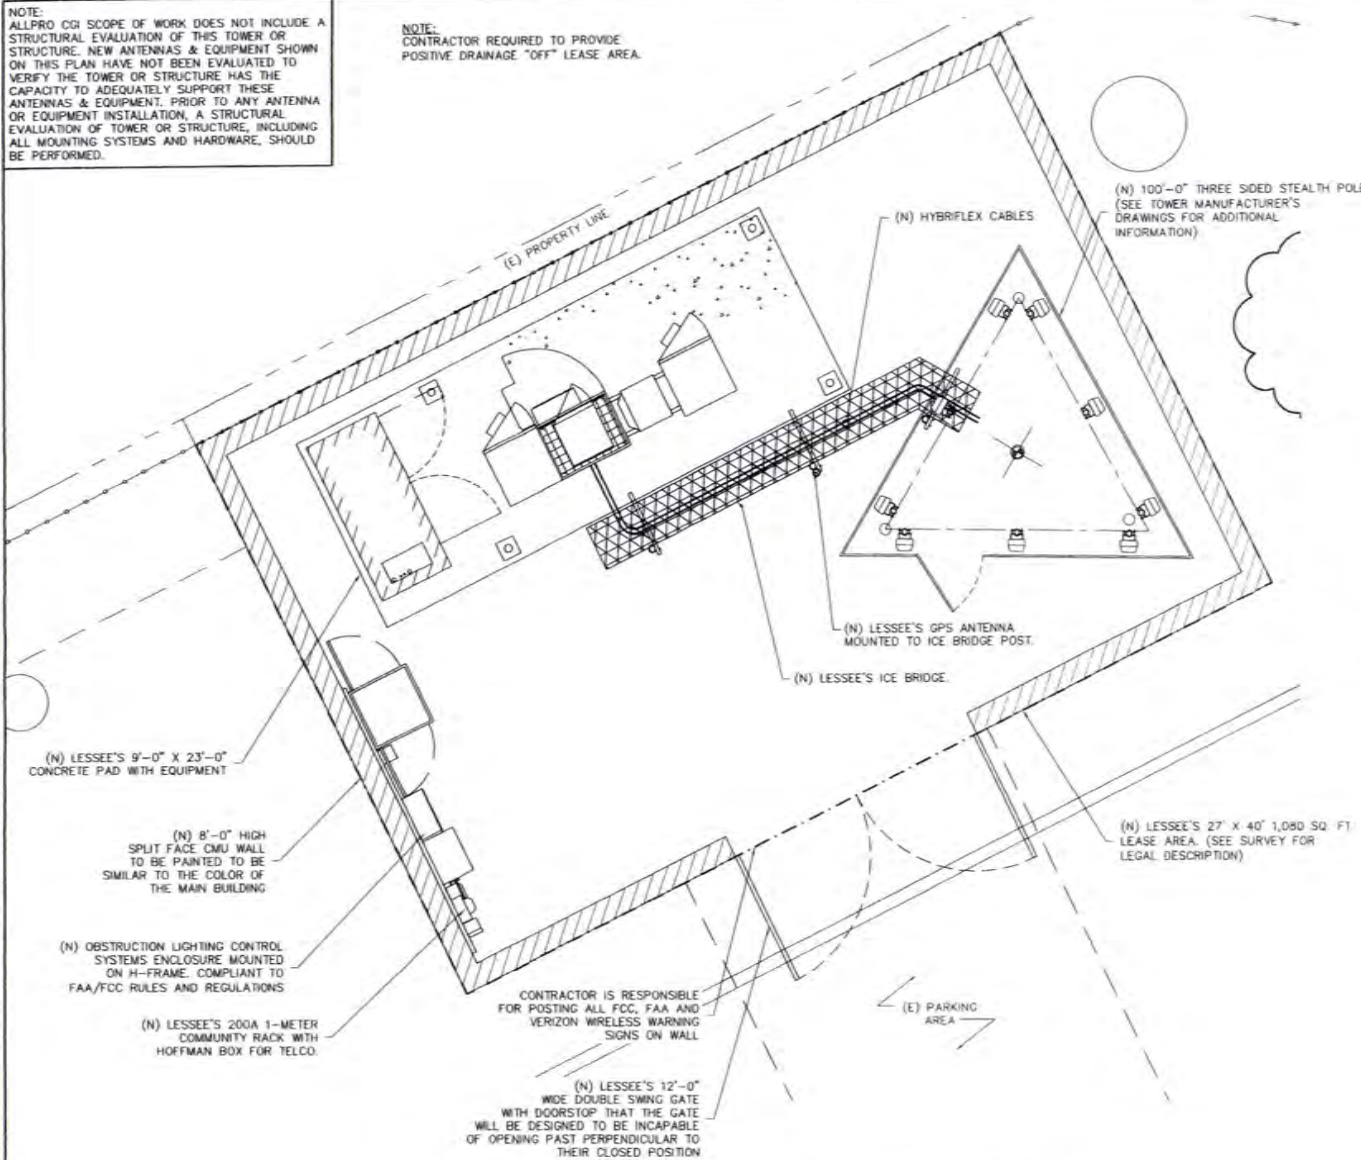 NOTE:
ALLPRO CGI SCOPE OF WORK DOES NOT INCLUDE A
STRUCTURAL EVALUATION OF THIS TOWER OR
STRUCTURE. NEW ANTENNAS & EQUIPMENT SHOWN
ON THIS PLAN HAVE NOT BEEN EVALUATED TO
VERIFY THE TOWER OR STRUCTURE HAS THE
CAPACITY TO ADEQUATELY SUPPORT THESE
ANTENNAS & EQUIPMENT. PRIOR TO ANY ANTENNA
OR EQUIPMENT INSTALLATION, A STRUCTURAL
EVALUATION OF TOWER OR STRUCTURE, INCLUDING
ALL MOUNTING SYSTEMS AND HARDWARE, SHOULD
BE PERFORMED.
NOTE:
CONTRACTOR REQUIRED TO PROVIDE
POSITIVE DRAINAGE "OFF" LEASE AREA.
(N) 100'-0" THREE SIDED STEALTH POLE
(SEE TOWER MANUFACTURER'S
DRAWINGS FOR ADDITIONAL
INFORMATION)
(N) HYBRIFLEX CABLES
(E) PROPERTY LINE
(N) LESSEE'S GPS ANTENNA
MOUNTED TO ICE BRIDGE POST.
(N) LESSEE'S ICE BRIDGE.
(N) LESSEE'S 9'-0" X 23'-0"
CONCRETE PAD WITH EQUIPMENT
(N) 8'-0" HIGH
SPLIT FACE CMU WALL
TO BE PAINTED TO BE
SIMILAR TO THE COLOR OF
THE MAIN BUILDING
(N) LESSEE'S 27' X 40' 1,080 SQ. FT
LEASE AREA. (SEE SURVEY FOR
LEGAL DESCRIPTION)
(N) OBSTRUCTION LIGHTING CONTROL
SYSTEMS ENCLOSURE MOUNTED
ON H-FRAME. COMPLIANT TO
FAA/FCC RULES AND REGULATIONS
CONTRACTOR IS RESPONSIBLE
FOR POSTING ALL FCC, FAA AND
VERIZON WIRELESS WARNING
SIGNS ON WALL
(E) PARKING
AREA
(N) LESSEE'S 200A 1-METER
COMMUNITY RACK WITH
HOFFMAN BOX FOR TELCO.
(N) LESSEE'S 12'-0"
WIDE DOUBLE SWING GATE
WITH DOORSTOP THAT THE GATE
WILL BE DESIGNED TO BE INCAPABLE
OF OPENING PAST PERPENDICULAR TO
THEIR CLOSED POSITION